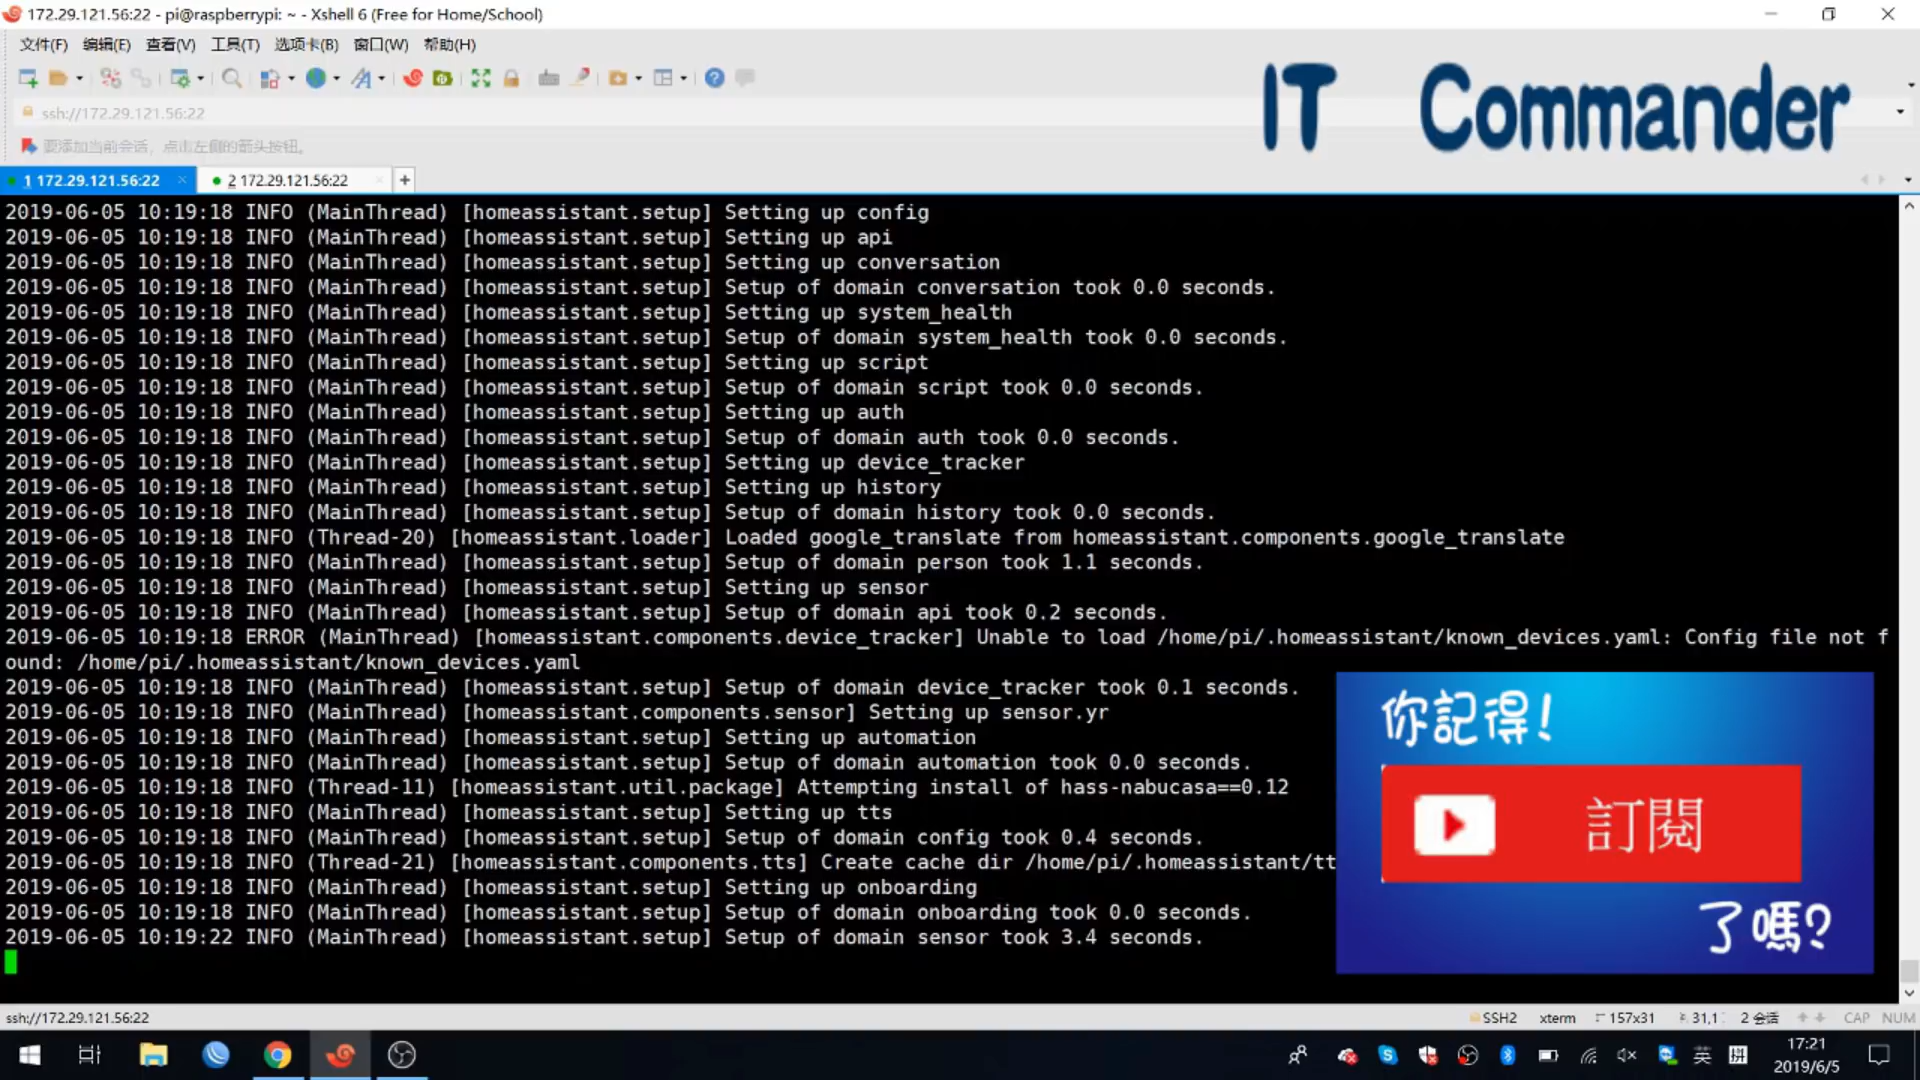 172.29.121.56:22 - pi@raspberrypi: ~ - Xshell 6 (Free for Home/School)
文件(F) 编辑(E) 查看(V) 工具(T) 选项卡(B) 窗口(W) 帮助(H)
IT Commander
ssh://172.29.121.56:22
要添加当前会话，点击左侧的箭头按钮。
1 172.29.121.56:22 2 172.29.121.56:22
2019-06-05 10:19:18 INFO (MainThread) [homeassistant.setup] Setting up config
2019-06-05 10:19:18 INFO (MainThread) [homeassistant.setup] Setting up api
2019-06-05 10:19:18 INFO (MainThread) [homeassistant.setup] Setting up conversation
2019-06-05 10:19:18 INFO (MainThread) [homeassistant.setup] Setup of domain conversation took 0.0 seconds.
2019-06-05 10:19:18 INFO (MainThread) [homeassistant.setup] Setting up system_health
2019-06-05 10:19:18 INFO (MainThread) [homeassistant.setup] Setup of domain system_health took 0.0 seconds.
2019-06-05 10:19:18 INFO (MainThread) [homeassistant.setup] Setting up script
2019-06-05 10:19:18 INFO (MainThread) [homeassistant.setup] Setup of domain script took 0.0 seconds.
2019-06-05 10:19:18 INFO (MainThread) [homeassistant.setup] Setting up auth
2019-06-05 10:19:18 INFO (MainThread) [homeassistant.setup] Setup of domain auth took 0.0 seconds.
2019-06-05 10:19:18 INFO (MainThread) [homeassistant.setup] Setting up device_tracker
2019-06-05 10:19:18 INFO (MainThread) [homeassistant.setup] Setting up history
2019-06-05 10:19:18 INFO (MainThread) [homeassistant.setup] Setup of domain history took 0.0 seconds.
2019-06-05 10:19:18 INFO (Thread-20) [homeassistant.loader] Loaded google_translate from homeassistant.components.google_translate
2019-06-05 10:19:18 INFO (MainThread) [homeassistant.setup] Setup of domain person took 1.1 seconds.
2019-06-05 10:19:18 INFO (MainThread) [homeassistant.setup] Setting up sensor
2019-06-05 10:19:18 INFO (MainThread) [homeassistant.setup] Setup of domain api took 0.2 seconds.
2019-06-05 10:19:18 ERROR (MainThread) [homeassistant.components.device_tracker] Unable to load /home/pi/.homeassistant/known_devices.yaml: Config file not f
ound: /home/pi/.homeassistant/known_devices.yaml
2019-06-05 10:19:18 INFO (MainThread) [homeassistant.setup] Setup of domain device_tracker took 0.1 seconds.
2019-06-05 10:19:18 INFO (MainThread) [homeassistant.components.sensor] Setting up sensor.yr
2019-06-05 10:19:18 INFO (MainThread) [homeassistant.setup] Setting up automation
2019-06-05 10:19:18 INFO (MainThread) [homeassistant.setup] Setup of domain automation took 0.0 seconds.
2019-06-05 10:19:18 INFO (Thread-11) [homeassistant.util.package] Attempting install of hass-nabucasa==0.12
2019-06-05 10:19:18 INFO (MainThread) [homeassistant.setup] Setting up tts
2019-06-05 10:19:18 INFO (MainThread) [homeassistant.setup] Setup of domain config took 0.4 seconds.
2019-06-05 10:19:18 INFO (Thread-21) [homeassistant.components.tts] Create cache dir /home/pi/.homeassistant/tt
2019-06-05 10:19:18 INFO (MainThread) [homeassistant.setup] Setting up onboarding
2019-06-05 10:19:18 INFO (MainThread) [homeassistant.setup] Setup of domain onboarding took 0.0 seconds.
2019-06-05 10:19:22 INFO (MainThread) [homeassistant.setup] Setup of domain sensor took 3.4 seconds.
你記得!
訂閱
了嗎?
ssh://172.29.121.56:22 SSH2 xterm 157x31 31,1 2 会话 CAP NUM
英 拼 17:21
2019/6/5